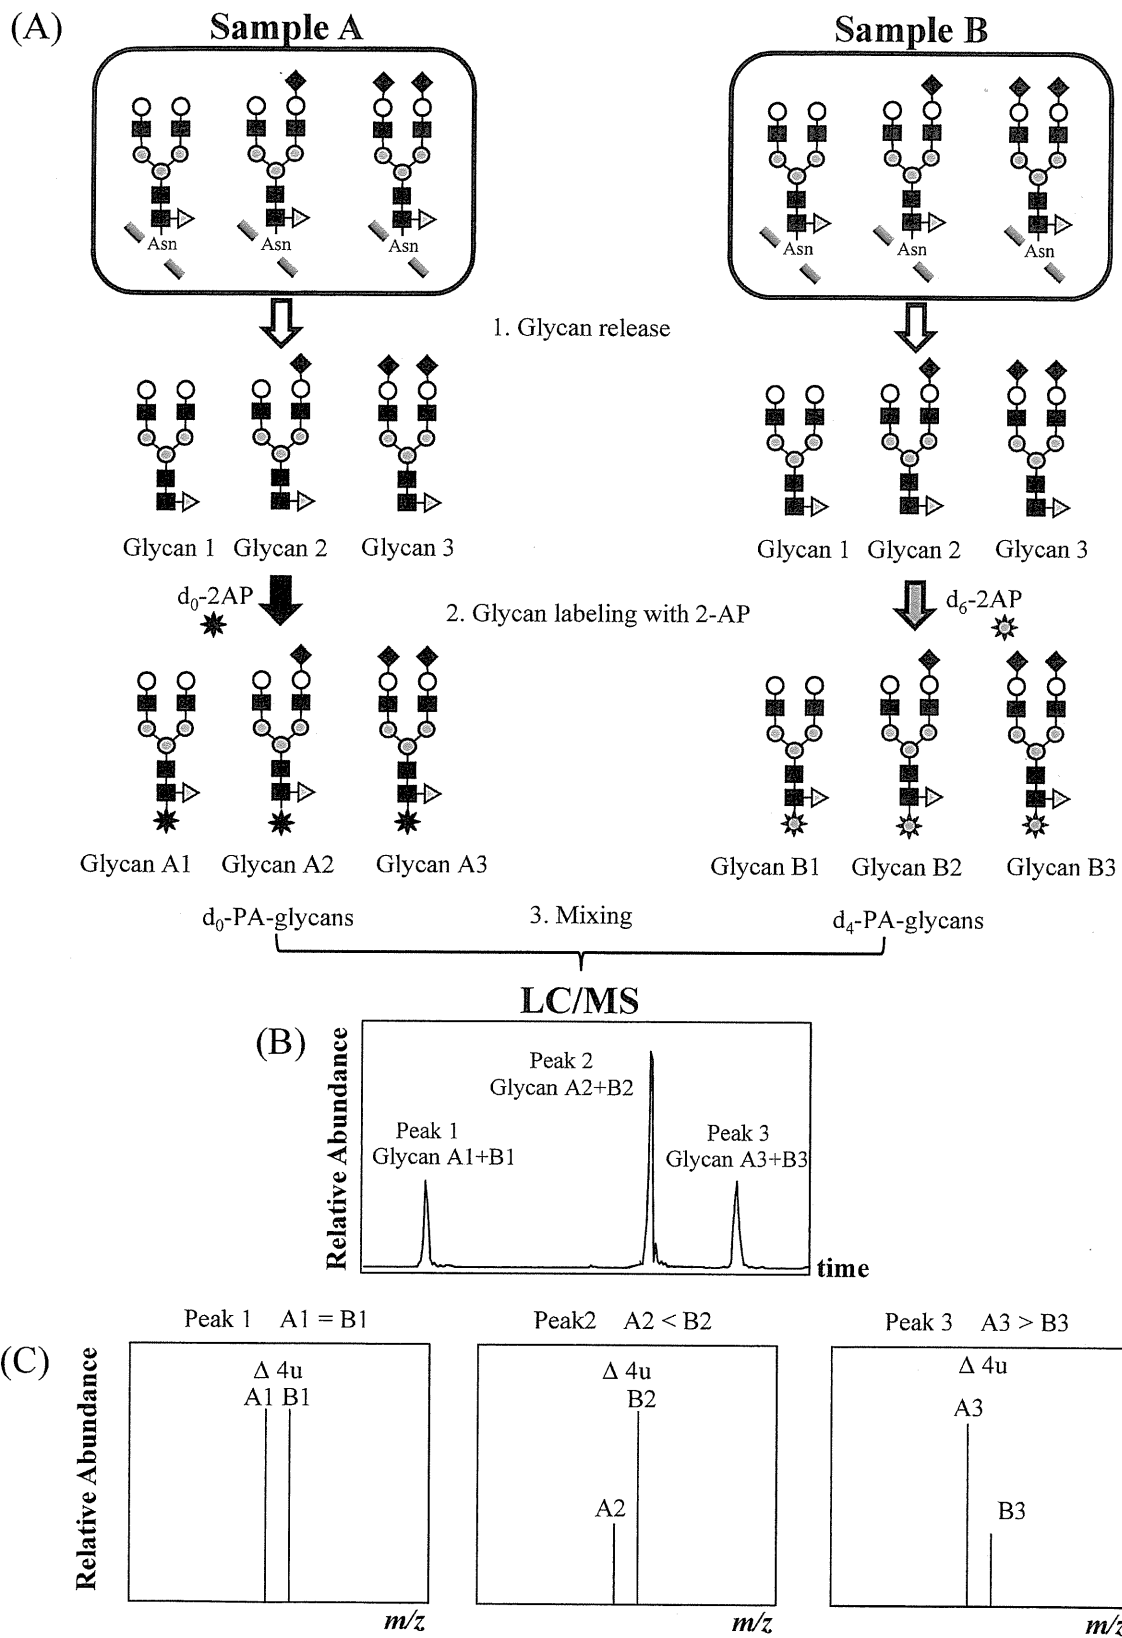 (A)
Sample A
Sample B
Asn
Asn
Asn
Asn
Asn
Asn
1. Glycan release
Glycan 1 Glycan 2 Glycan 3
Glycan 1 Glycan 2 Glycan 3
d0-2AP
2. Glycan labeling with 2-AP
d6-2AP
Glycan A1 Glycan A2 Glycan A3
Glycan B1 Glycan B2 Glycan B3
d0-PA-glycans
3. Mixing
d4-PA-glycans
LC/MS
(B)
Relative Abundance
Peak 1
Glycan A1+B1
Peak 2
Glycan A2+B2
Peak 3
Glycan A3+B3
time
(C)
Relative Abundance
Peak 1 A1 = B1
Δ 4u
A1 B1
m/z
Peak2 A2 < B2
Δ 4u
B2
A2
m/z
Peak 3 A3 > B3
Δ 4u
A3
B3
m/z